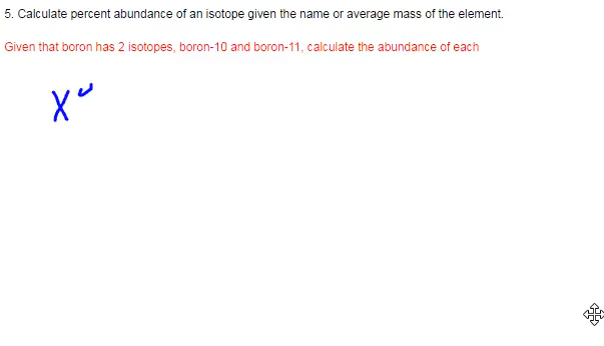 5. Calculate percent abundance of an isotope given the name or average mass of the element.
Given that boron has 2 isotopes, boron-10 and boron-11, calculate the abundance of each
X